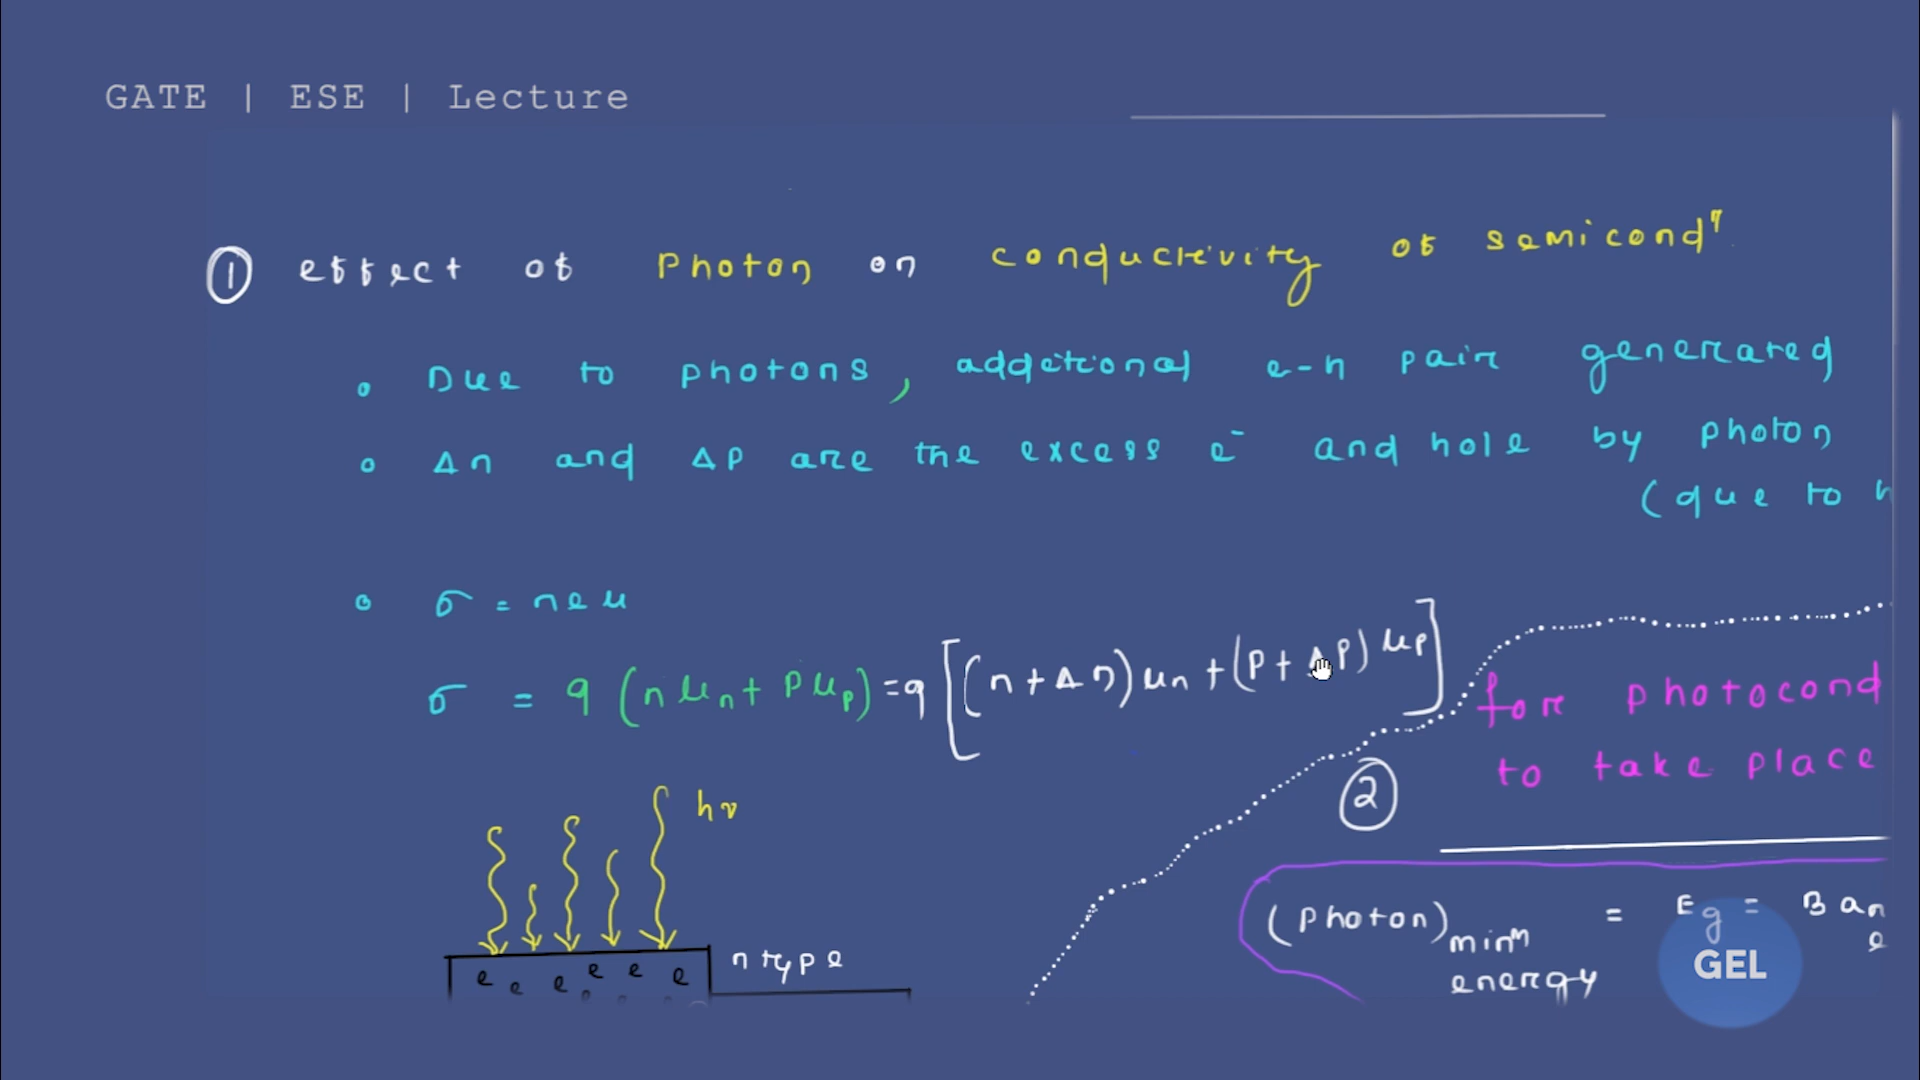 GATE | ESE | Lecture
① effect of photon on conductivity of semicondr
• Due to photons, additional e-h pair generated
• Δn and Δp are the excess e⁻ and hole by photon
(due to h
• σ = neμ
σ = q (nμn + pμp) = q [(n+Δn)μn + (p+Δp)μp]
for photocond
to take place
②
hν
(photon)minm energy = Eg = Ban
n type
e e e e e e
GEL